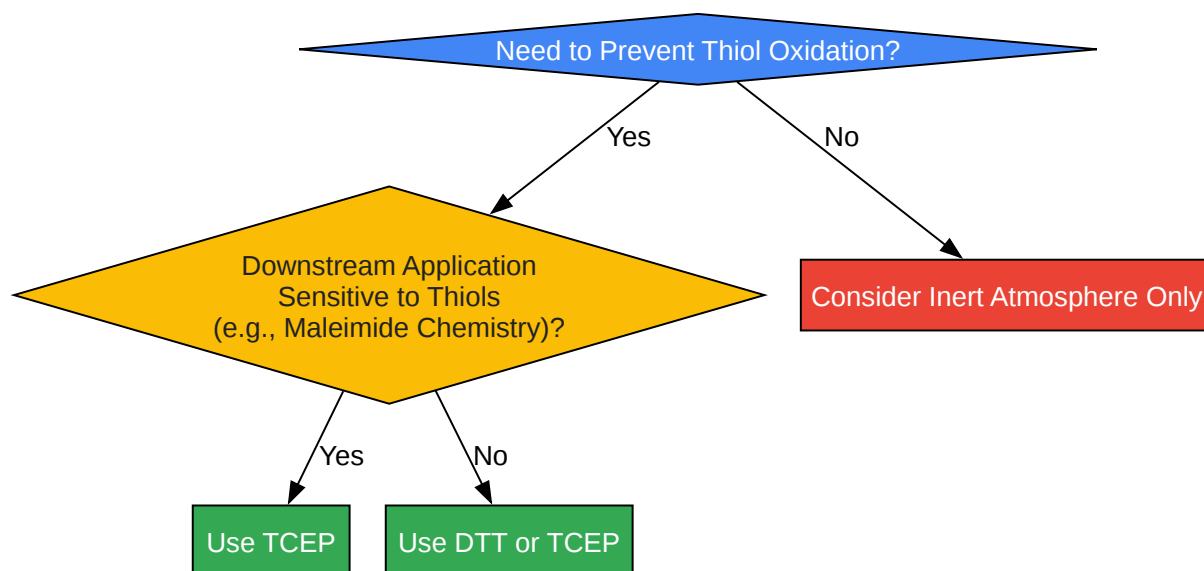 Need to Prevent Thiol Oxidation?
Yes
No
Downstream Application
Sensitive to Thiols
(e.g., Maleimide Chemistry)?
Consider Inert Atmosphere Only
Yes
No
Use TCEP
Use DTT or TCEP